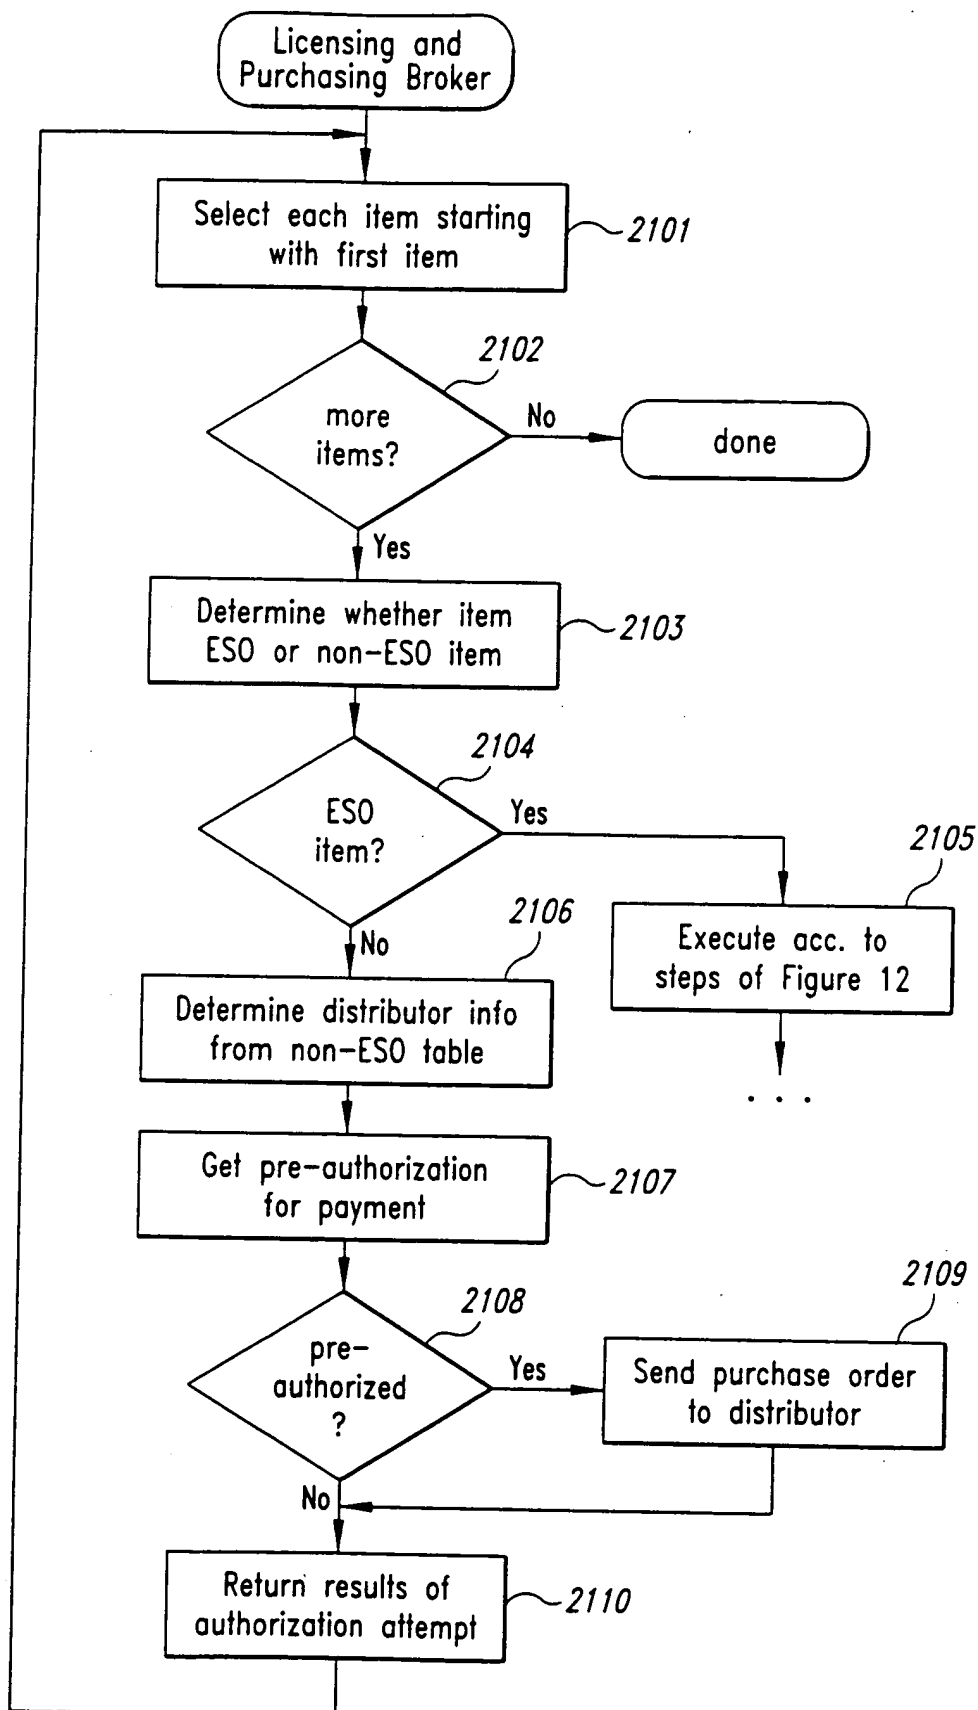 Licensing and
Purchasing Broker
Select each item starting
with first item
2101
2102
more
items?
No
done
Yes
Determine whether item
ESO or non-ESO item
2103
2104
ESO
item?
Yes
2105
Execute acc. to
steps of Figure 12
. . .
No
2106
Determine distributor info
from non-ESO table
Get pre-authorization
for payment
2107
2108
pre-
authorized
?
Yes
2109
Send purchase order
to distributor
No
Return results of
authorization attempt
2110